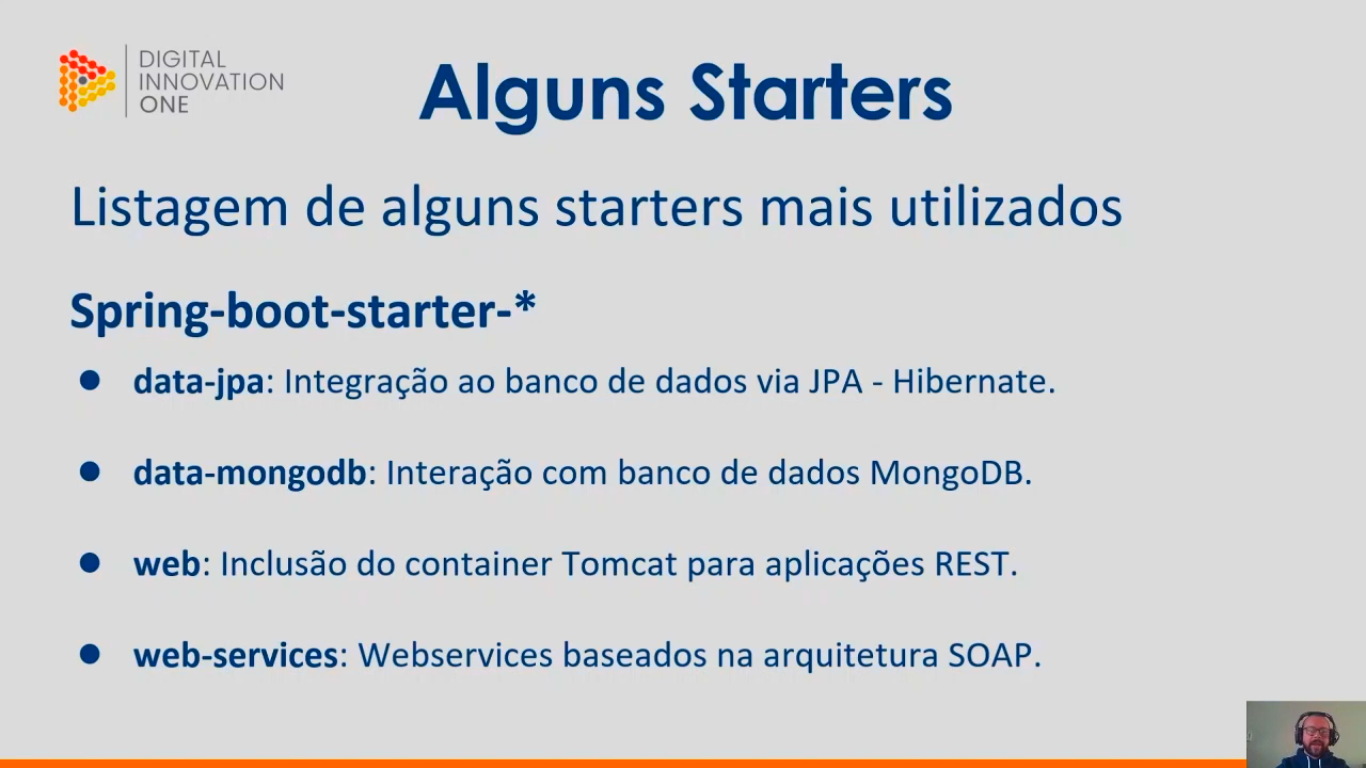 DIGITAL
INNOVATION
ONE
Alguns Starters
Listagem de alguns starters mais utilizados
Spring-boot-starter-*
● data-jpa: Integração ao banco de dados via JPA - Hibernate.
● data-mongodb: Interação com banco de dados MongoDB.
● web: Inclusão do container Tomcat para aplicações REST.
● web-services: Webservices baseados na arquitetura SOAP.